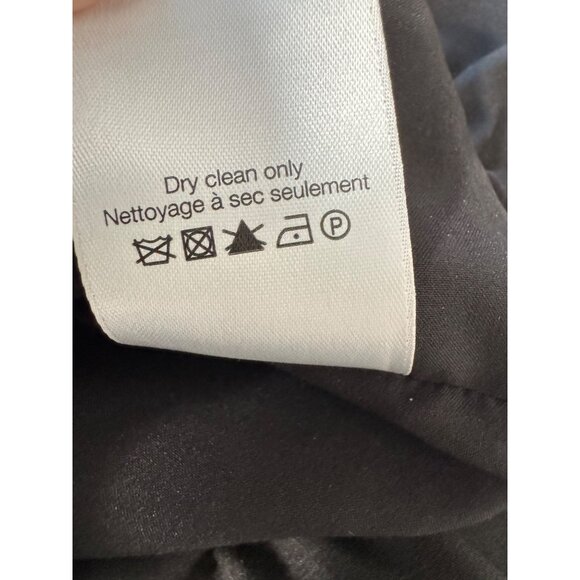 Dry clean only
Nettoyage à sec seulement
P